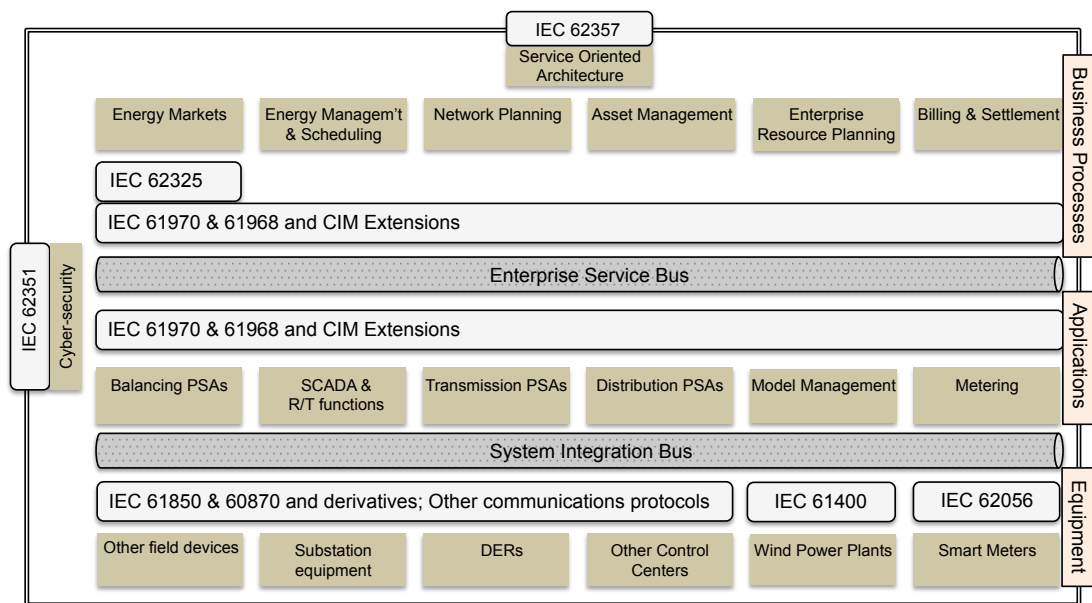 IEC 62357
Service Oriented
Architecture
Business Processes
Energy Markets
Energy Managem’t
& Scheduling
Network Planning
Asset Management
Enterprise
Resource Planning
Billing & Settlement
IEC 62325
IEC 61970 & 61968 and CIM Extensions
IEC 62351
Cyber-security
Enterprise Service Bus
Applications
IEC 61970 & 61968 and CIM Extensions
Balancing PSAs
SCADA &
R/T functions
Transmission PSAs
Distribution PSAs
Model Management
Metering
System Integration Bus
Equipment
IEC 61850 & 60870 and derivatives; Other communications protocols
IEC 61400
IEC 62056
Other field devices
Substation
equipment
DERs
Other Control
Centers
Wind Power Plants
Smart Meters